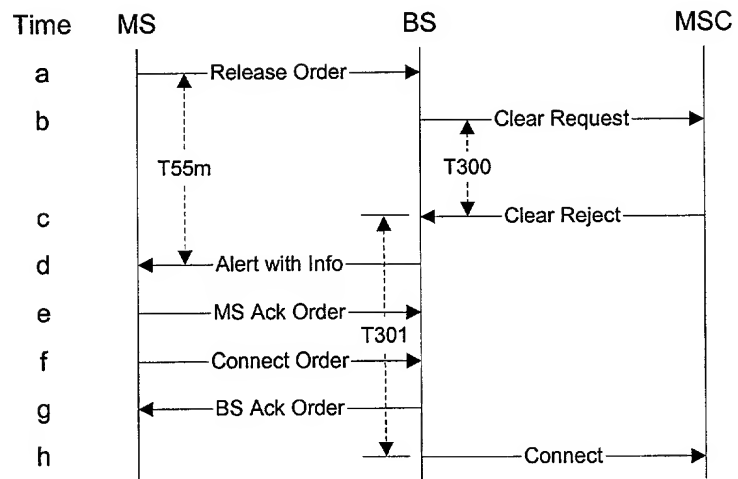 Time MS BS MSC
a Release Order
b Clear Request
T55m T300
c Clear Reject
d Alert with Info
e MS Ack Order
T301
f Connect Order
g BS Ack Order
h Connect